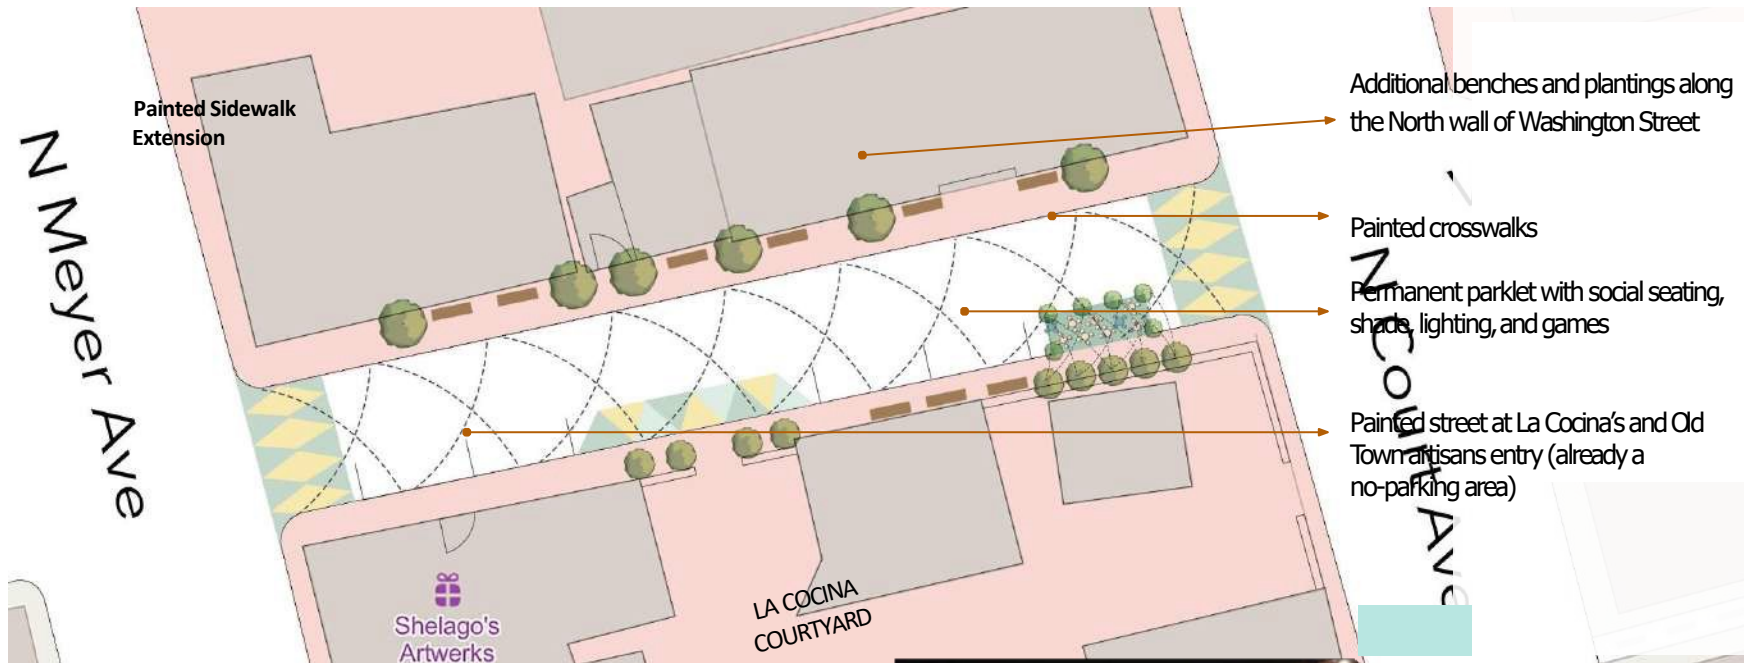 Painted Sidewalk
Extension
N Meyer Ave
Additional benches and plantings along
the North wall of Washington Street
Painted crosswalks
Permanent parklet with social seating,
shade, lighting, and games
Painted street at La Cocina's and Old
Town artisans entry (already a
no-parking area)
N Court Ave
LA COCINA
COURTYARD
Shelago's
Artwerks